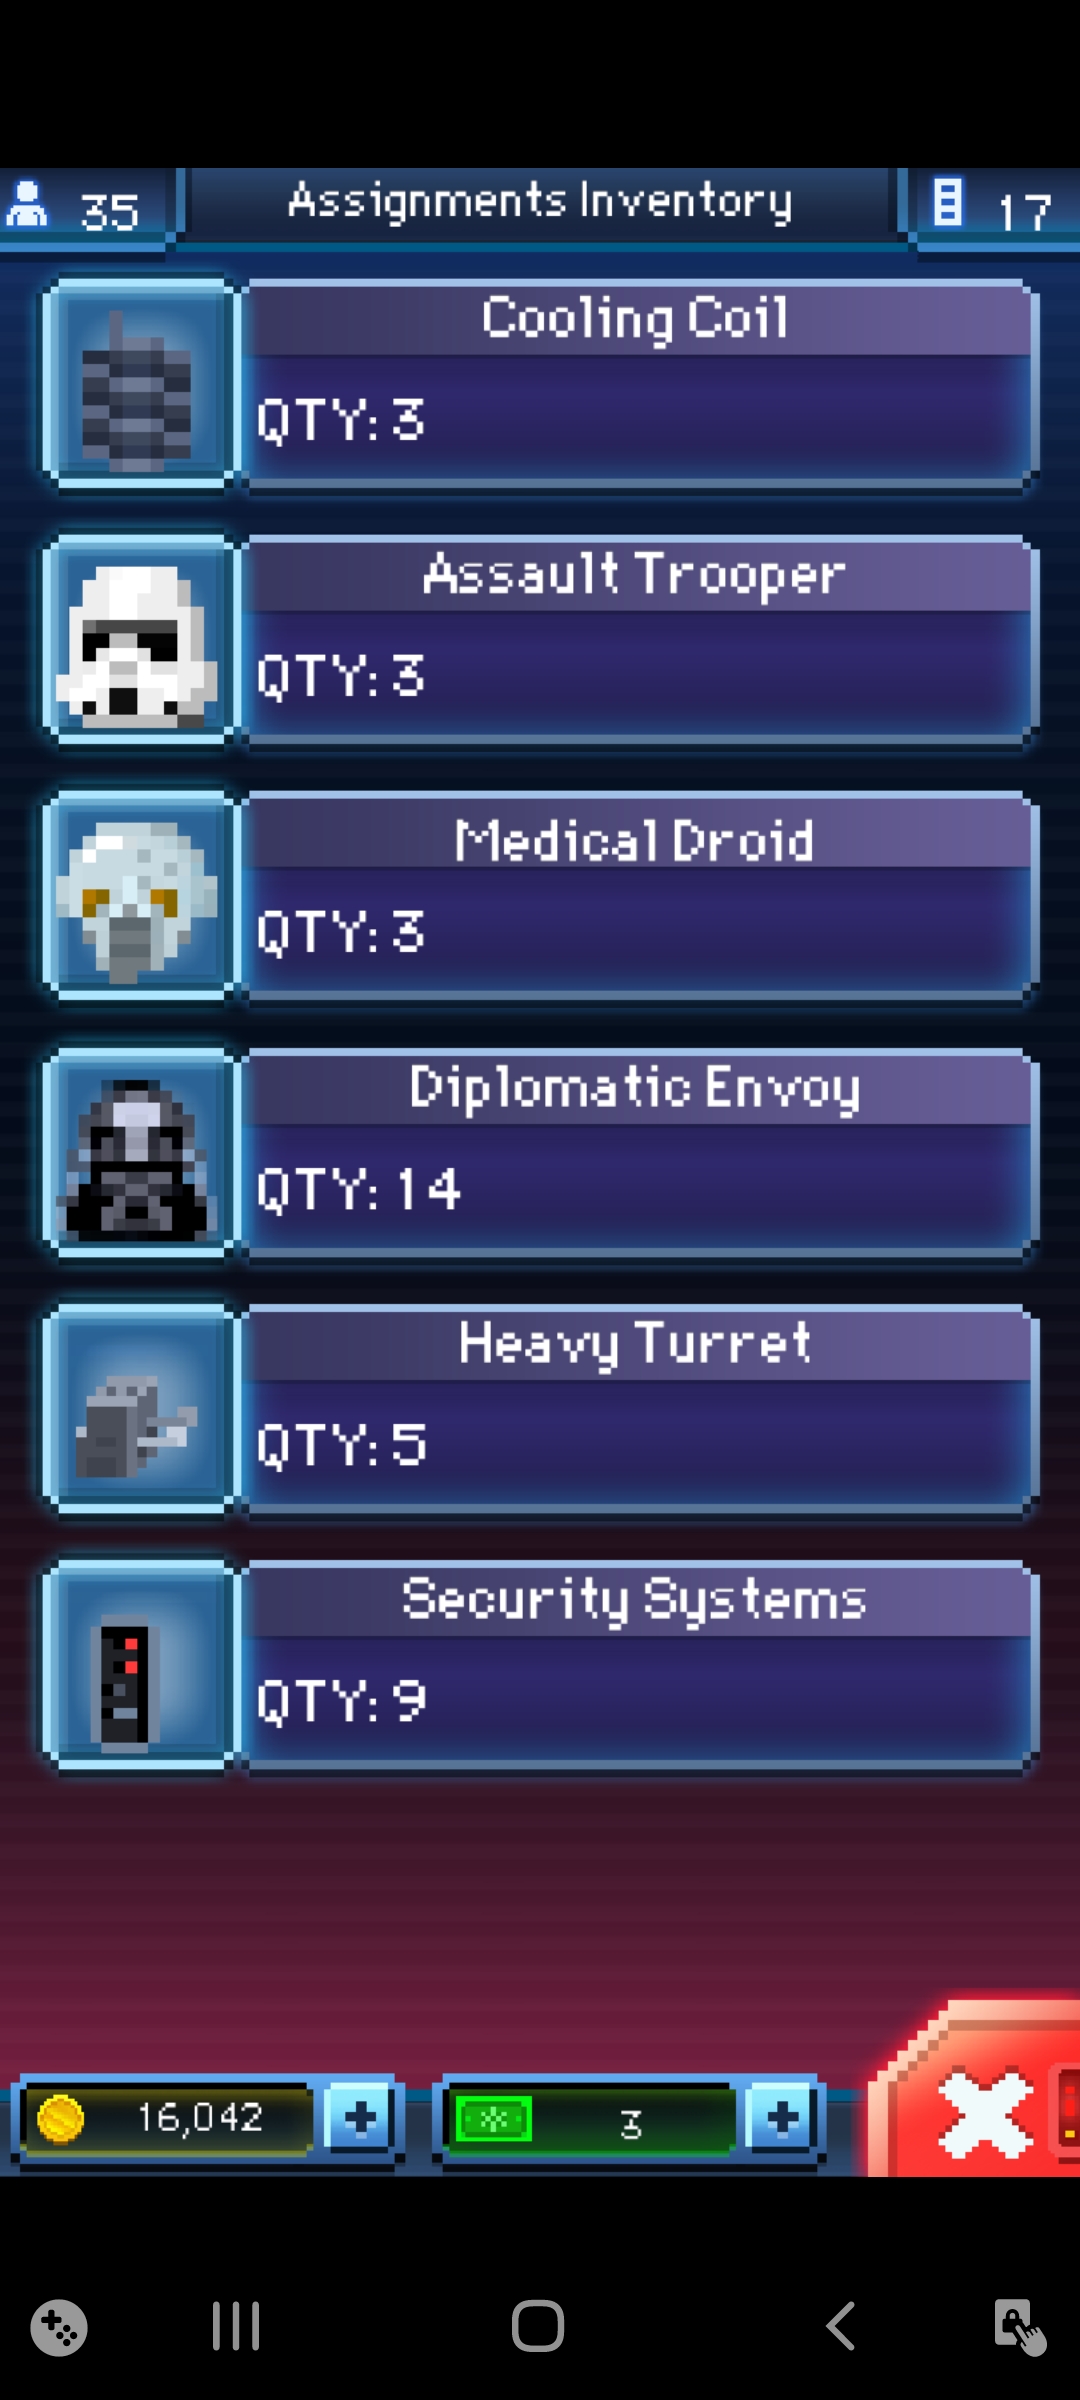 35
Assignments Inventory
17
Cooling Coil
QTY: 3
Assault Trooper
QTY: 3
Medical Droid
QTY: 3
Diplomatic Envoy
QTY: 14
Heavy Turret
QTY: 5
Security Systems
QTY: 9
16,042
3